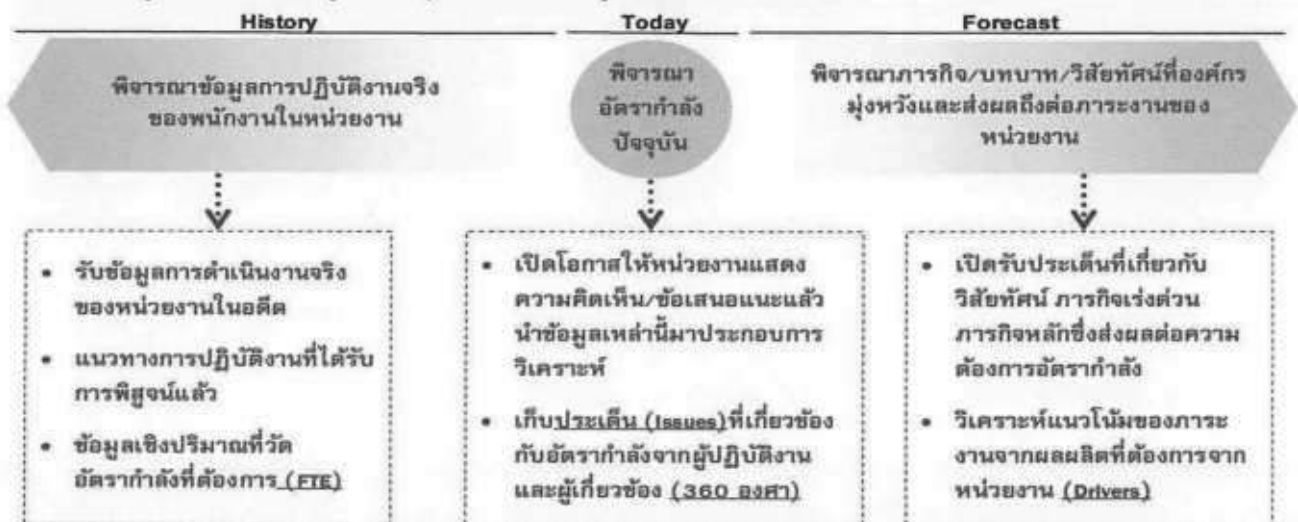 History
Today
Forecast
พิจารณาข้อมูลการปฏิบัติงานจริง
ของพนักงานในหน่วยงาน
พิจารณา
อัตรากำลัง
ปัจจุบัน
พิจารณาภารกิจ/บทบาท/วิสัยทัศน์ที่องค์กร
มุ่งหวังและส่งผลถึงต่อภาระงานของ
หน่วยงาน
• รับข้อมูลการดำเนินงานจริง
ของหน่วยงานในอดีต
• แนวทางการปฏิบัติงานที่ได้รับ
การพิสูจน์แล้ว
• ข้อมูลเชิงปริมาณที่วัด
อัตรากำลังที่ต้องการ (FTE)
• เปิดโอกาสให้หน่วยงานแสดง
ความคิดเห็น/ข้อเสนอแนะแล้ว
นำข้อมูลเหล่านี้มาประกอบการ
วิเคราะห์
• เก็บประเด็น (Issues)ที่เกี่ยวข้อง
กับอัตรากำลังจากผู้ปฏิบัติงาน
และผู้เกี่ยวข้อง (360 องศา)
• เปิดรับประเด็นที่เกี่ยวกับ
วิสัยทัศน์ ภารกิจเร่งด่วน
ภารกิจหลักซึ่งส่งผลต่อความ
ต้องการอัตรากำลัง
• วิเคราะห์แนวโน้มของภาระ
งานจากผลผลิตที่ต้องการจาก
หน่วยงาน (Drivers)